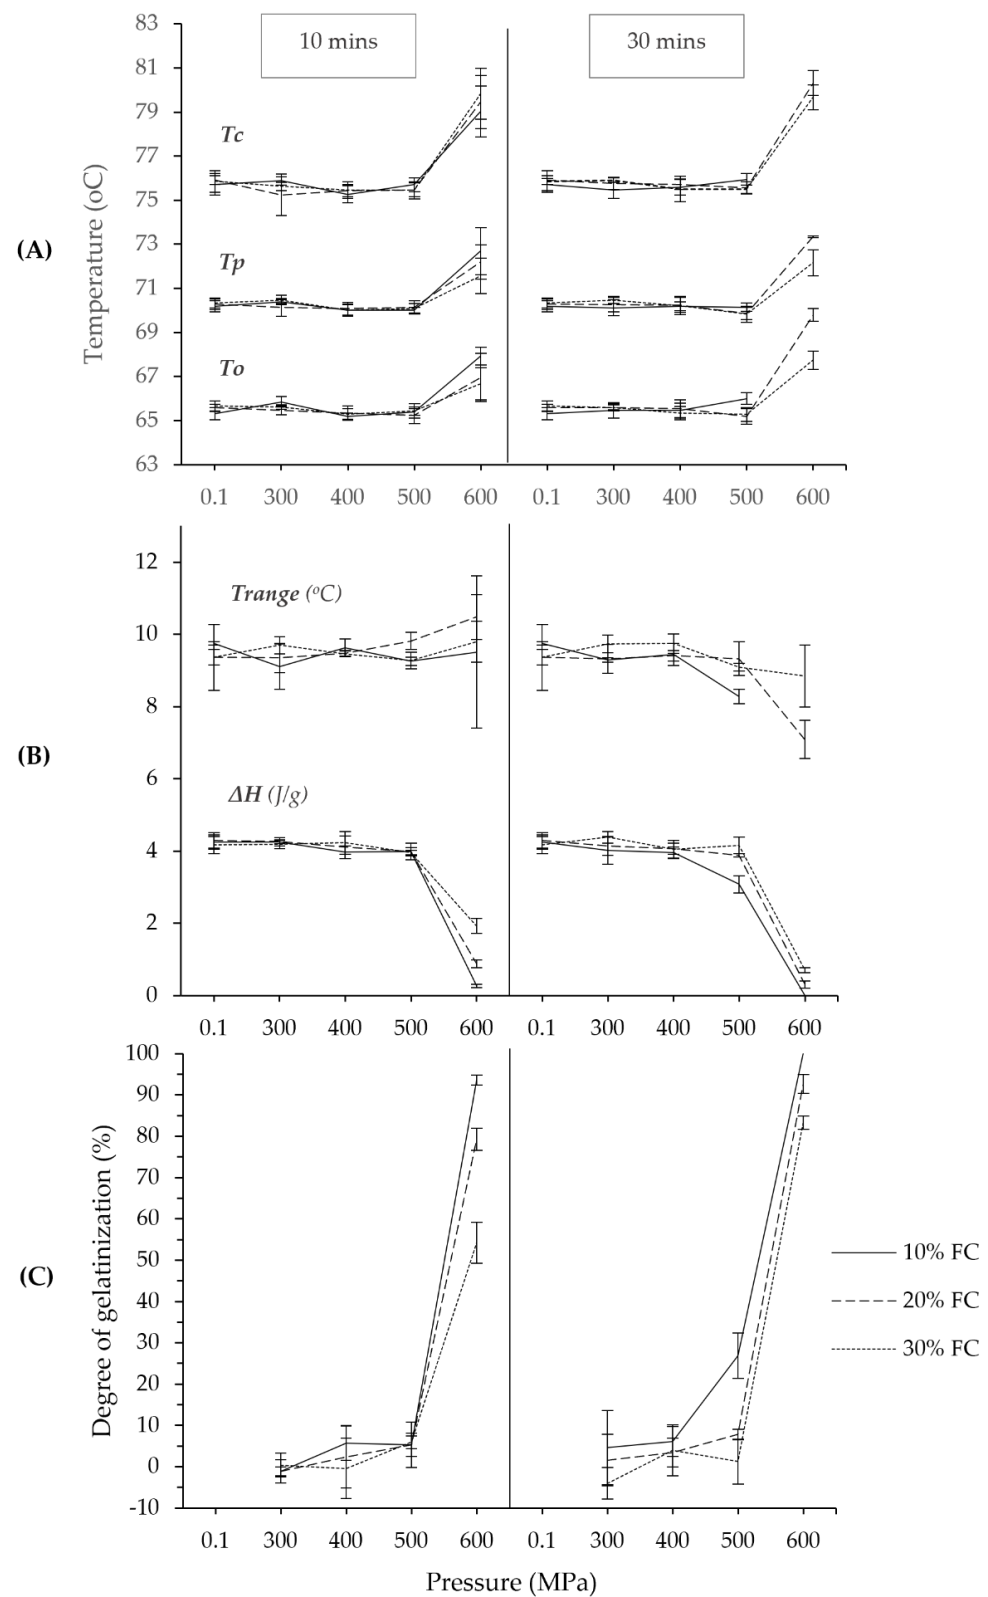 10 mins
30 mins
83
81
79
77
75
73
71
69
67
65
63
Temperature (oC)
(A)
Tc
Tp
To
0.1 300 400 500 600 0.1 300 400 500 600
12
10
8
6
4
2
0
(B)
Trange (ᵒC)
ΔH (J/g)
0.1 300 400 500 600 0.1 300 400 500 600
100
90
80
70
60
50
40
30
20
10
0
-10
Degree of gelatinization (%)
(C)
10% FC
20% FC
30% FC
0.1 300 400 500 600 0.1 300 400 500 600
Pressure (MPa)